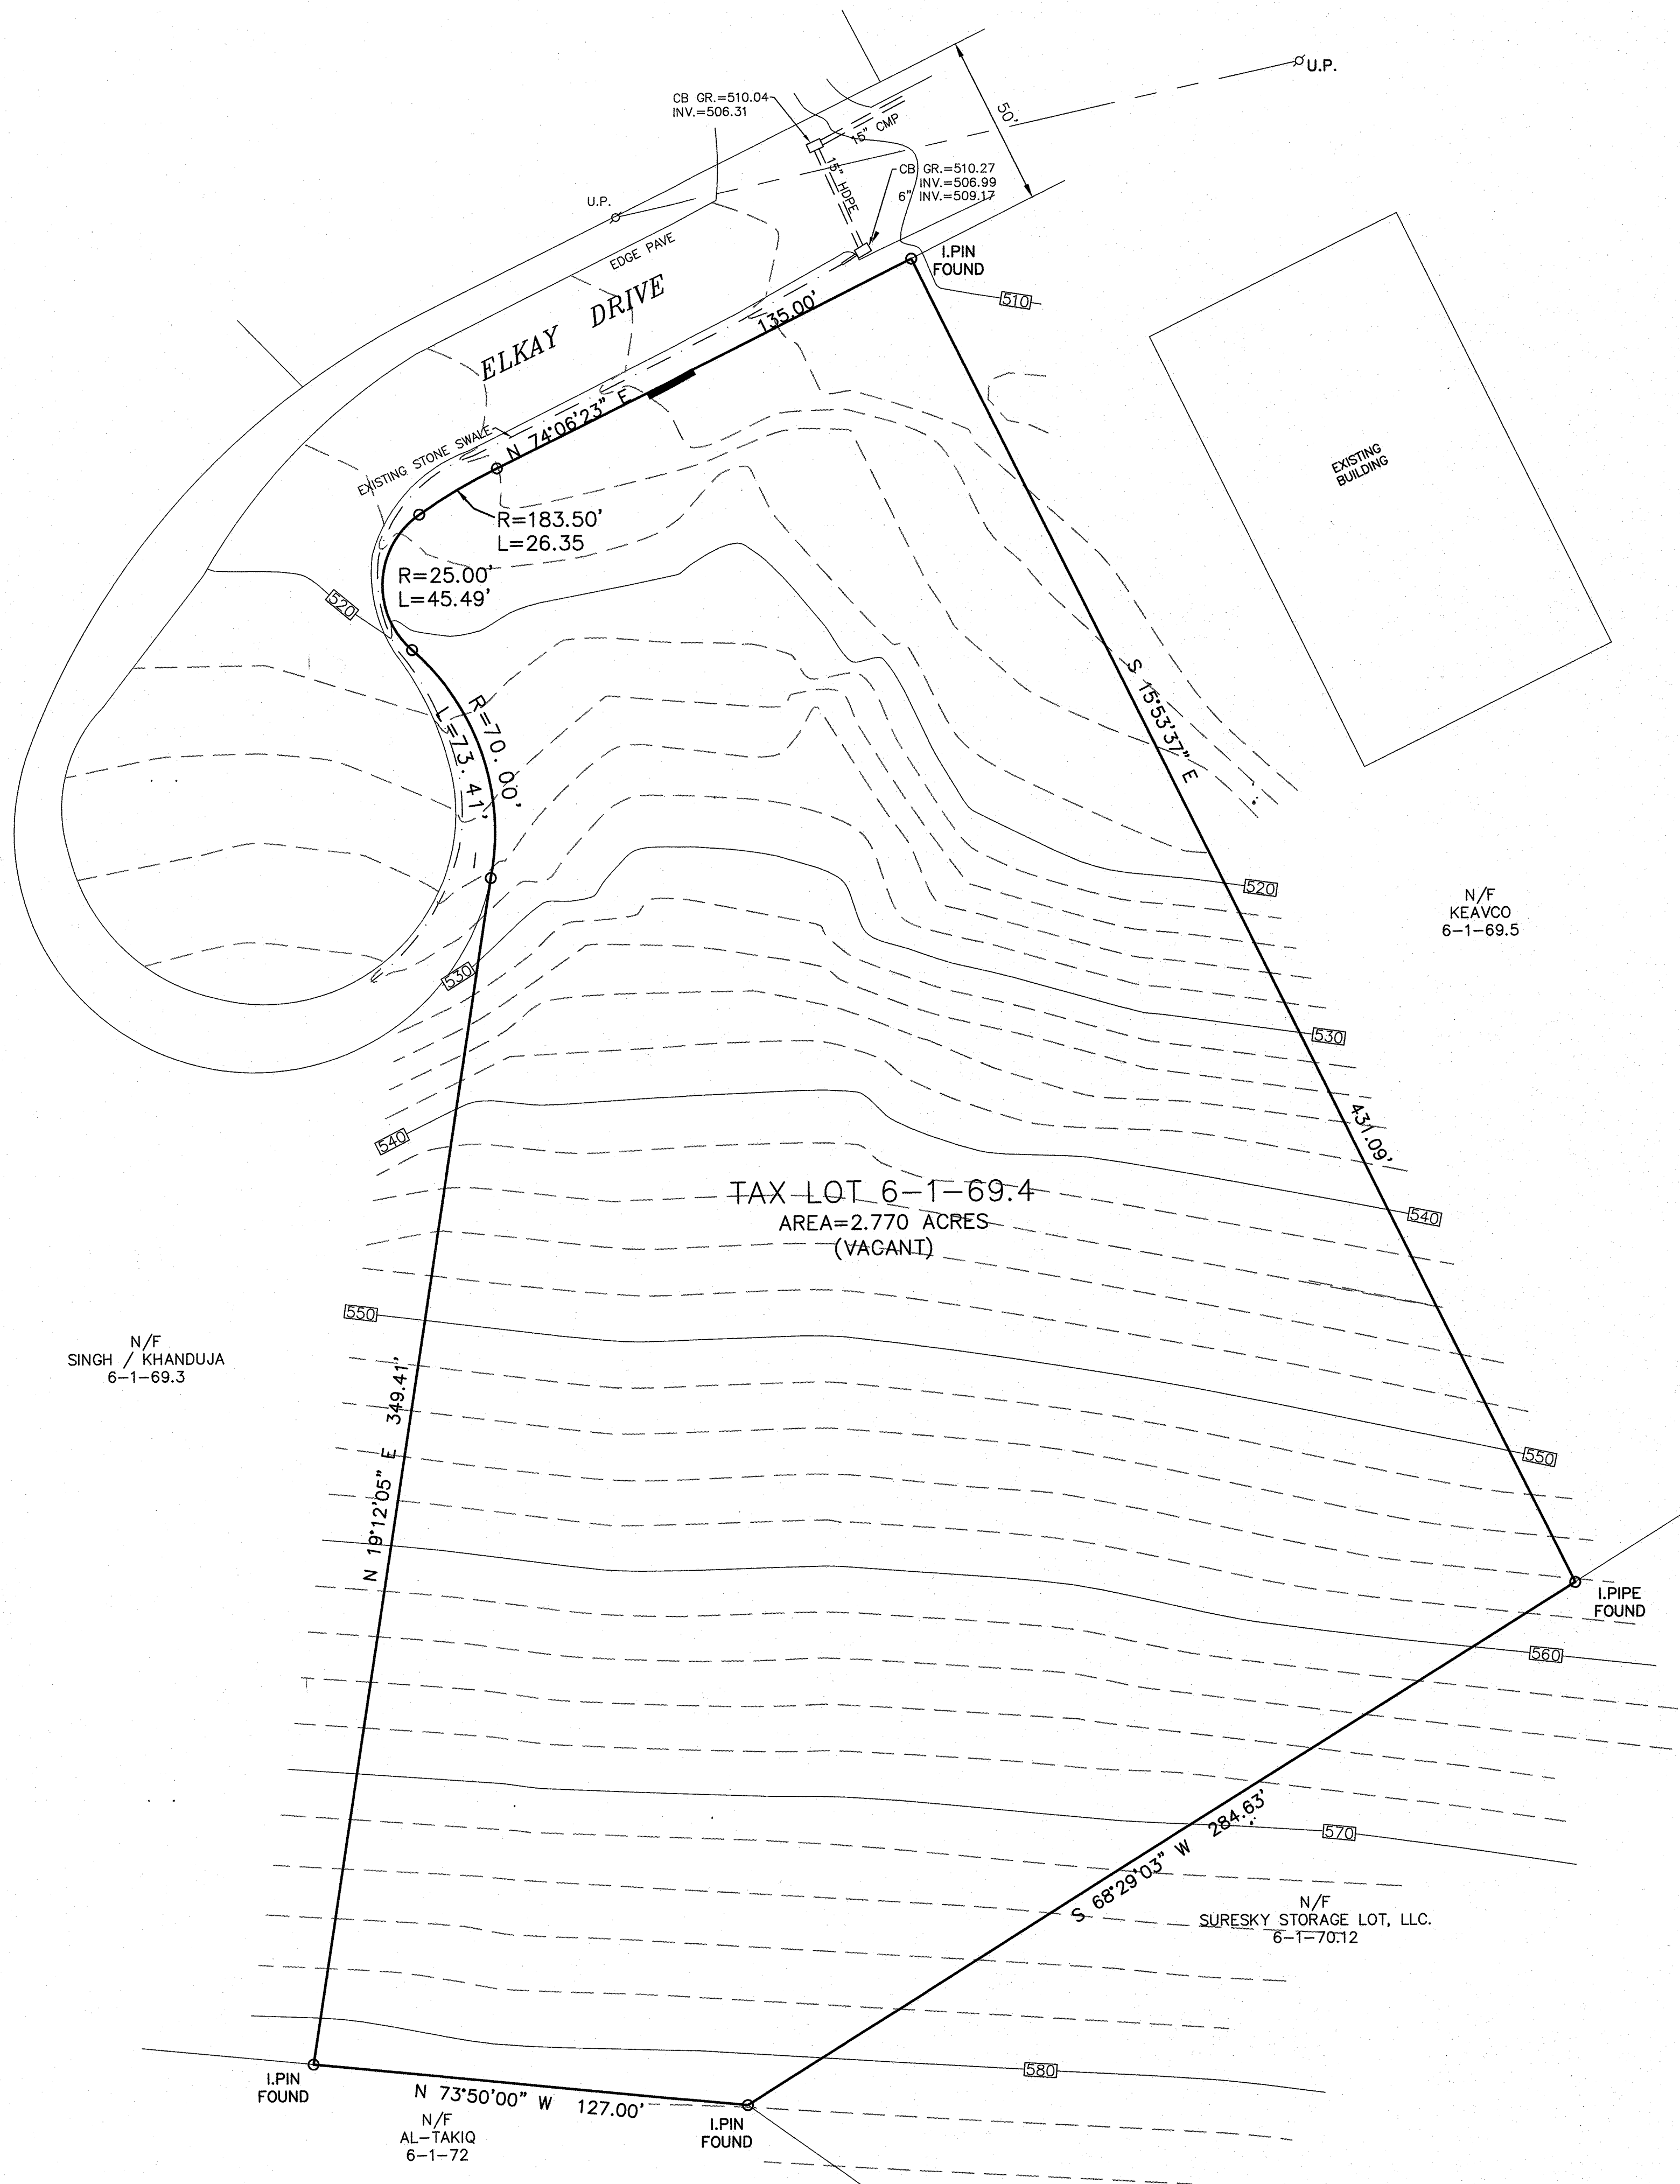 U.P.
50'
CB GR.=510.04
INV.=506.31
15" CMP
15" HDPE
CB GR.=510.27
INV.=506.99
6" INV.=509.17
U.P.
EDGE PAVE
I.PIN
FOUND
510
ELKAY DRIVE
135.00'
N 74°06'23" E
EXISTING STONE SWALE
EXISTING
BUILDING
R=183.50'
L=26.35
R=25.00'
L=45.49'
520
S 15°53'37" E
R=70.00'
L=73.41'
520
N/F
KEAVCO
6-1-69.5
530
530
431.09'
540
TAX LOT 6-1-69.4
AREA=2.770 ACRES
(VACANT)
540
550
N/F
SINGH / KHANDUJA
6-1-69.3
N 19°12'05" E 349.41'
550
I.PIPE
FOUND
560
S 68°29'03" W 284.63'
570
N/F
SURESKY STORAGE LOT, LLC.
6-1-70.12
580
I.PIN
FOUND
N 73°50'00" W 127.00'
N/F
AL-TAKIQ
6-1-72
I.PIN
FOUND